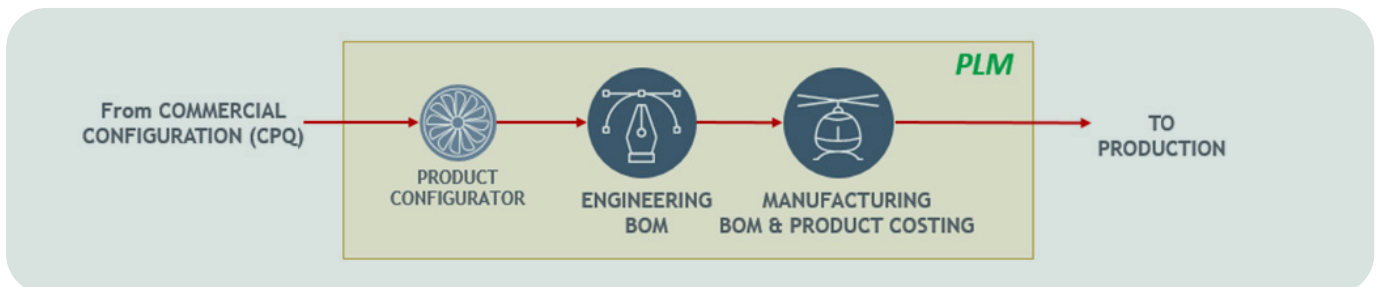 PLM
From COMMERCIAL
CONFIGURATION (CPQ)
PRODUCT
CONFIGURATOR
ENGINEERING
BOM
MANUFACTURING
BOM & PRODUCT COSTING
TO
PRODUCTION